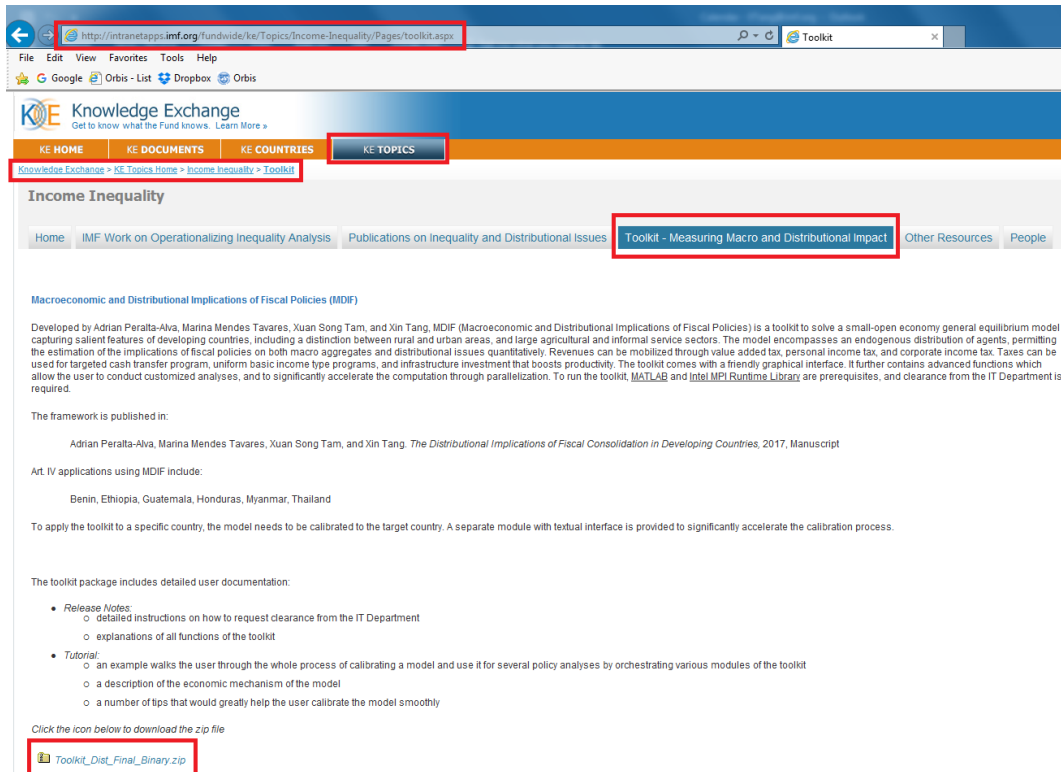 http://intranetapps.imf.org/fundwide/ke/Topics/Income-Inequality/Pages/toolkit.aspx
Toolkit
File Edit View Favorites Tools Help
Google Orbis - List Dropbox Orbis
KE Knowledge Exchange
Get to know what the Fund knows. Learn More »
KE HOME KE DOCUMENTS KE COUNTRIES KE TOPICS
Knowledge Exchange > KE Topics Home > Income Inequality > Toolkit
Income Inequality
Home IMF Work on Operationalizing Inequality Analysis Publications on Inequality and Distributional Issues Toolkit - Measuring Macro and Distributional Impact Other Resources People
Macroeconomic and Distributional Implications of Fiscal Policies (MDIF)
Developed by Adrian Peralta-Alva, Marina Mendes Tavares, Xuan Song Tam, and Xin Tang, MDIF (Macroeconomic and Distributional Implications of Fiscal Policies) is a toolkit to solve a small-open economy general equilibrium model
capturing salient features of developing countries, including a distinction between rural and urban areas, and large agricultural and informal service sectors. The model encompasses an endogenous distribution of agents, permitting
the estimation of the implications of fiscal policies on both macro aggregates and distributional issues quantitatively. Revenues can be mobilized through value added tax, personal income tax, and corporate income tax. Taxes can be
used for targeted cash transfer program, uniform basic income type programs, and infrastructure investment that boosts productivity. The toolkit comes with a friendly graphical interface. It further contains advanced functions which
allow the user to conduct customized analyses, and to significantly accelerate the computation through parallelization. To run the toolkit, MATLAB and Intel MPI Runtime Library are prerequisites, and clearance from the IT Department is
required.
The framework is published in:
Adrian Peralta-Alva, Marina Mendes Tavares, Xuan Song Tam, and Xin Tang. The Distributional Implications of Fiscal Consolidation in Developing Countries, 2017, Manuscript
Art. IV applications using MDIF include:
Benin, Ethiopia, Guatemala, Honduras, Myanmar, Thailand
To apply the toolkit to a specific country, the model needs to be calibrated to the target country. A separate module with textual interface is provided to significantly accelerate the calibration process.
The toolkit package includes detailed user documentation:
• Release Notes:
o detailed instructions on how to request clearance from the IT Department
o explanations of all functions of the toolkit
• Tutorial:
o an example walks the user through the whole process of calibrating a model and use it for several policy analyses by orchestrating various modules of the toolkit
o a description of the economic mechanism of the model
o a number of tips that would greatly help the user calibrate the model smoothly
Click the icon below to download the zip file
Toolkit_Dist_Final_Binary.zip